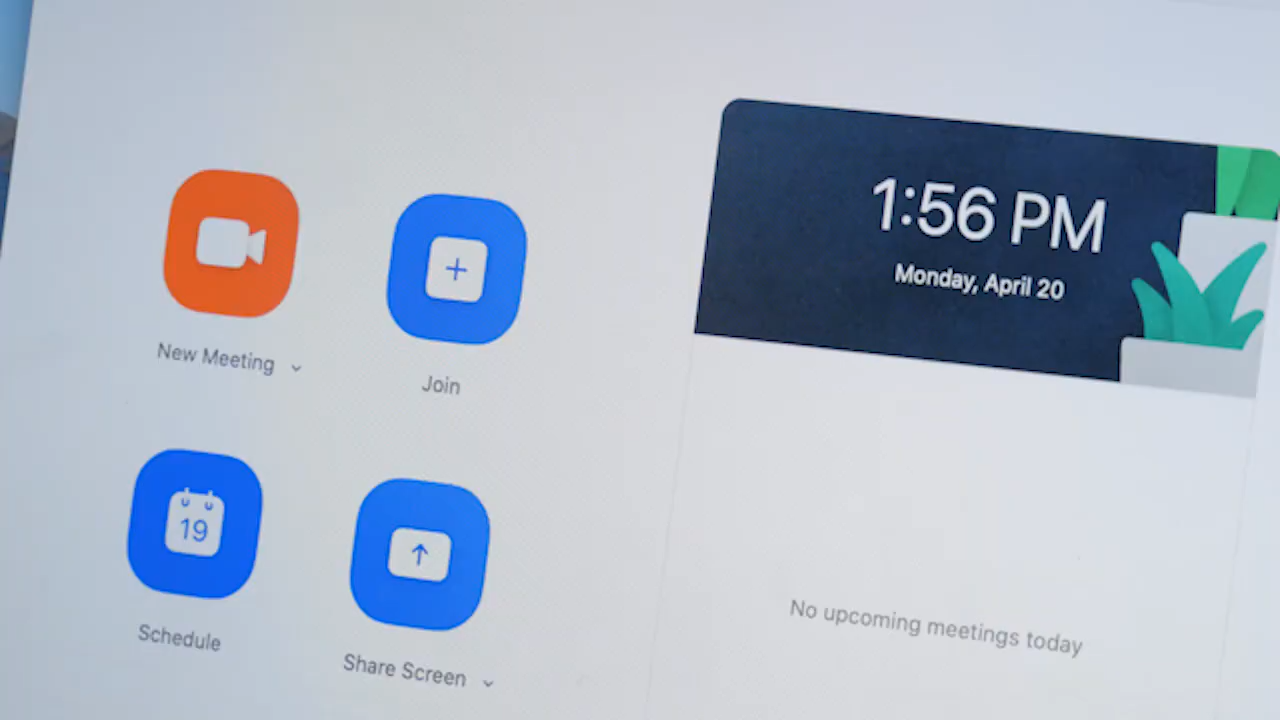 1:56 PM
Monday, April 20
New Meeting
Join
19
Schedule
Share Screen
No upcoming meetings today